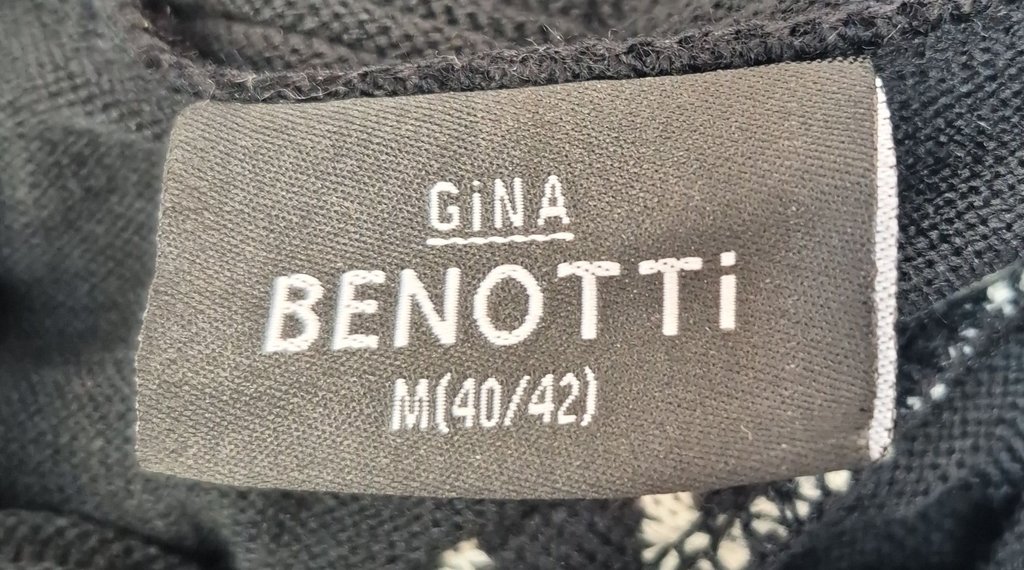 GiNA
BENOTTi
M(40/42)